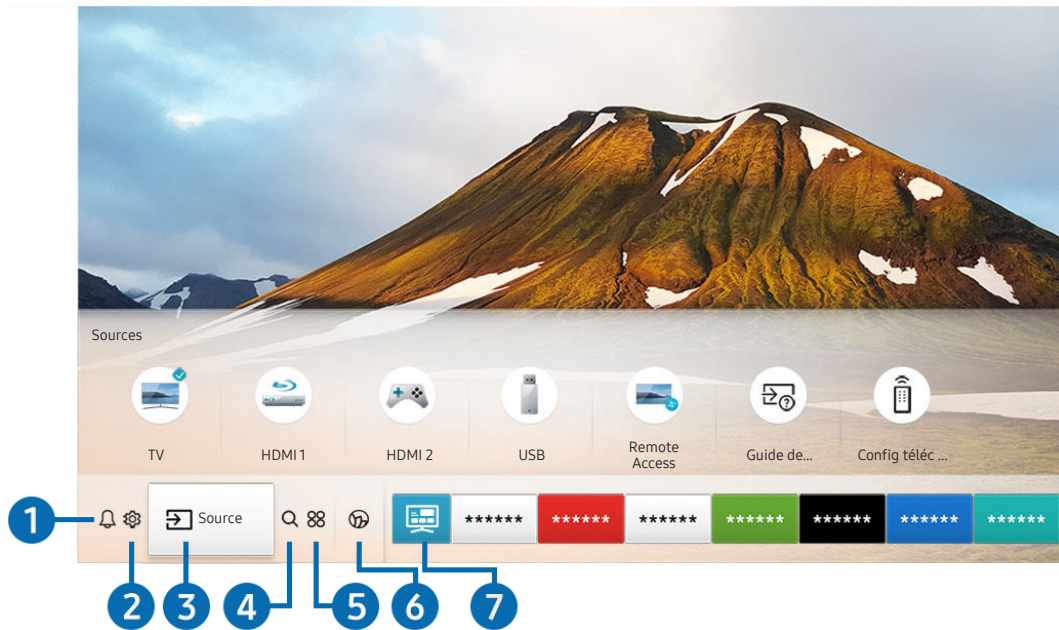 Sources
TV
HDMI 1
HDMI 2
USB
Remote
Access
Guide de...
Config téléc ...
1
Source
****** ****** ****** ****** ****** ****** ******
2 3 4 5 6 7